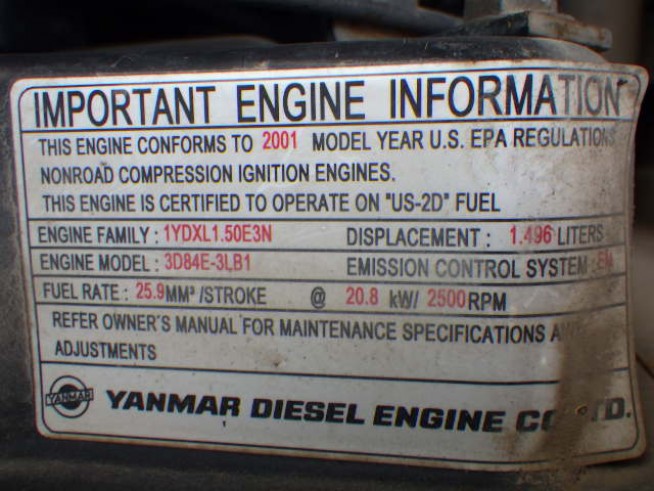 IMPORTANT ENGINE INFORMATION
THIS ENGINE CONFORMS TO 2001 MODEL YEAR U.S. EPA REGULATIONS
NONROAD COMPRESSION IGNITION ENGINES.
THIS ENGINE IS CERTIFIED TO OPERATE ON "US-2D" FUEL
ENGINE FAMILY : 1YDXL1.50E3N DISPLACEMENT : 1.496 LITERS
ENGINE MODEL : 3D84E-3LB1 EMISSION CONTROL SYSTEM :
FUEL RATE : 25.9MM³/STROKE @ 20.8 kW/ 2500RPM
REFER OWNER'S MANUAL FOR MAINTENANCE SPECIFICATIONS
ADJUSTMENTS
YANMAR YANMAR DIESEL ENGINE